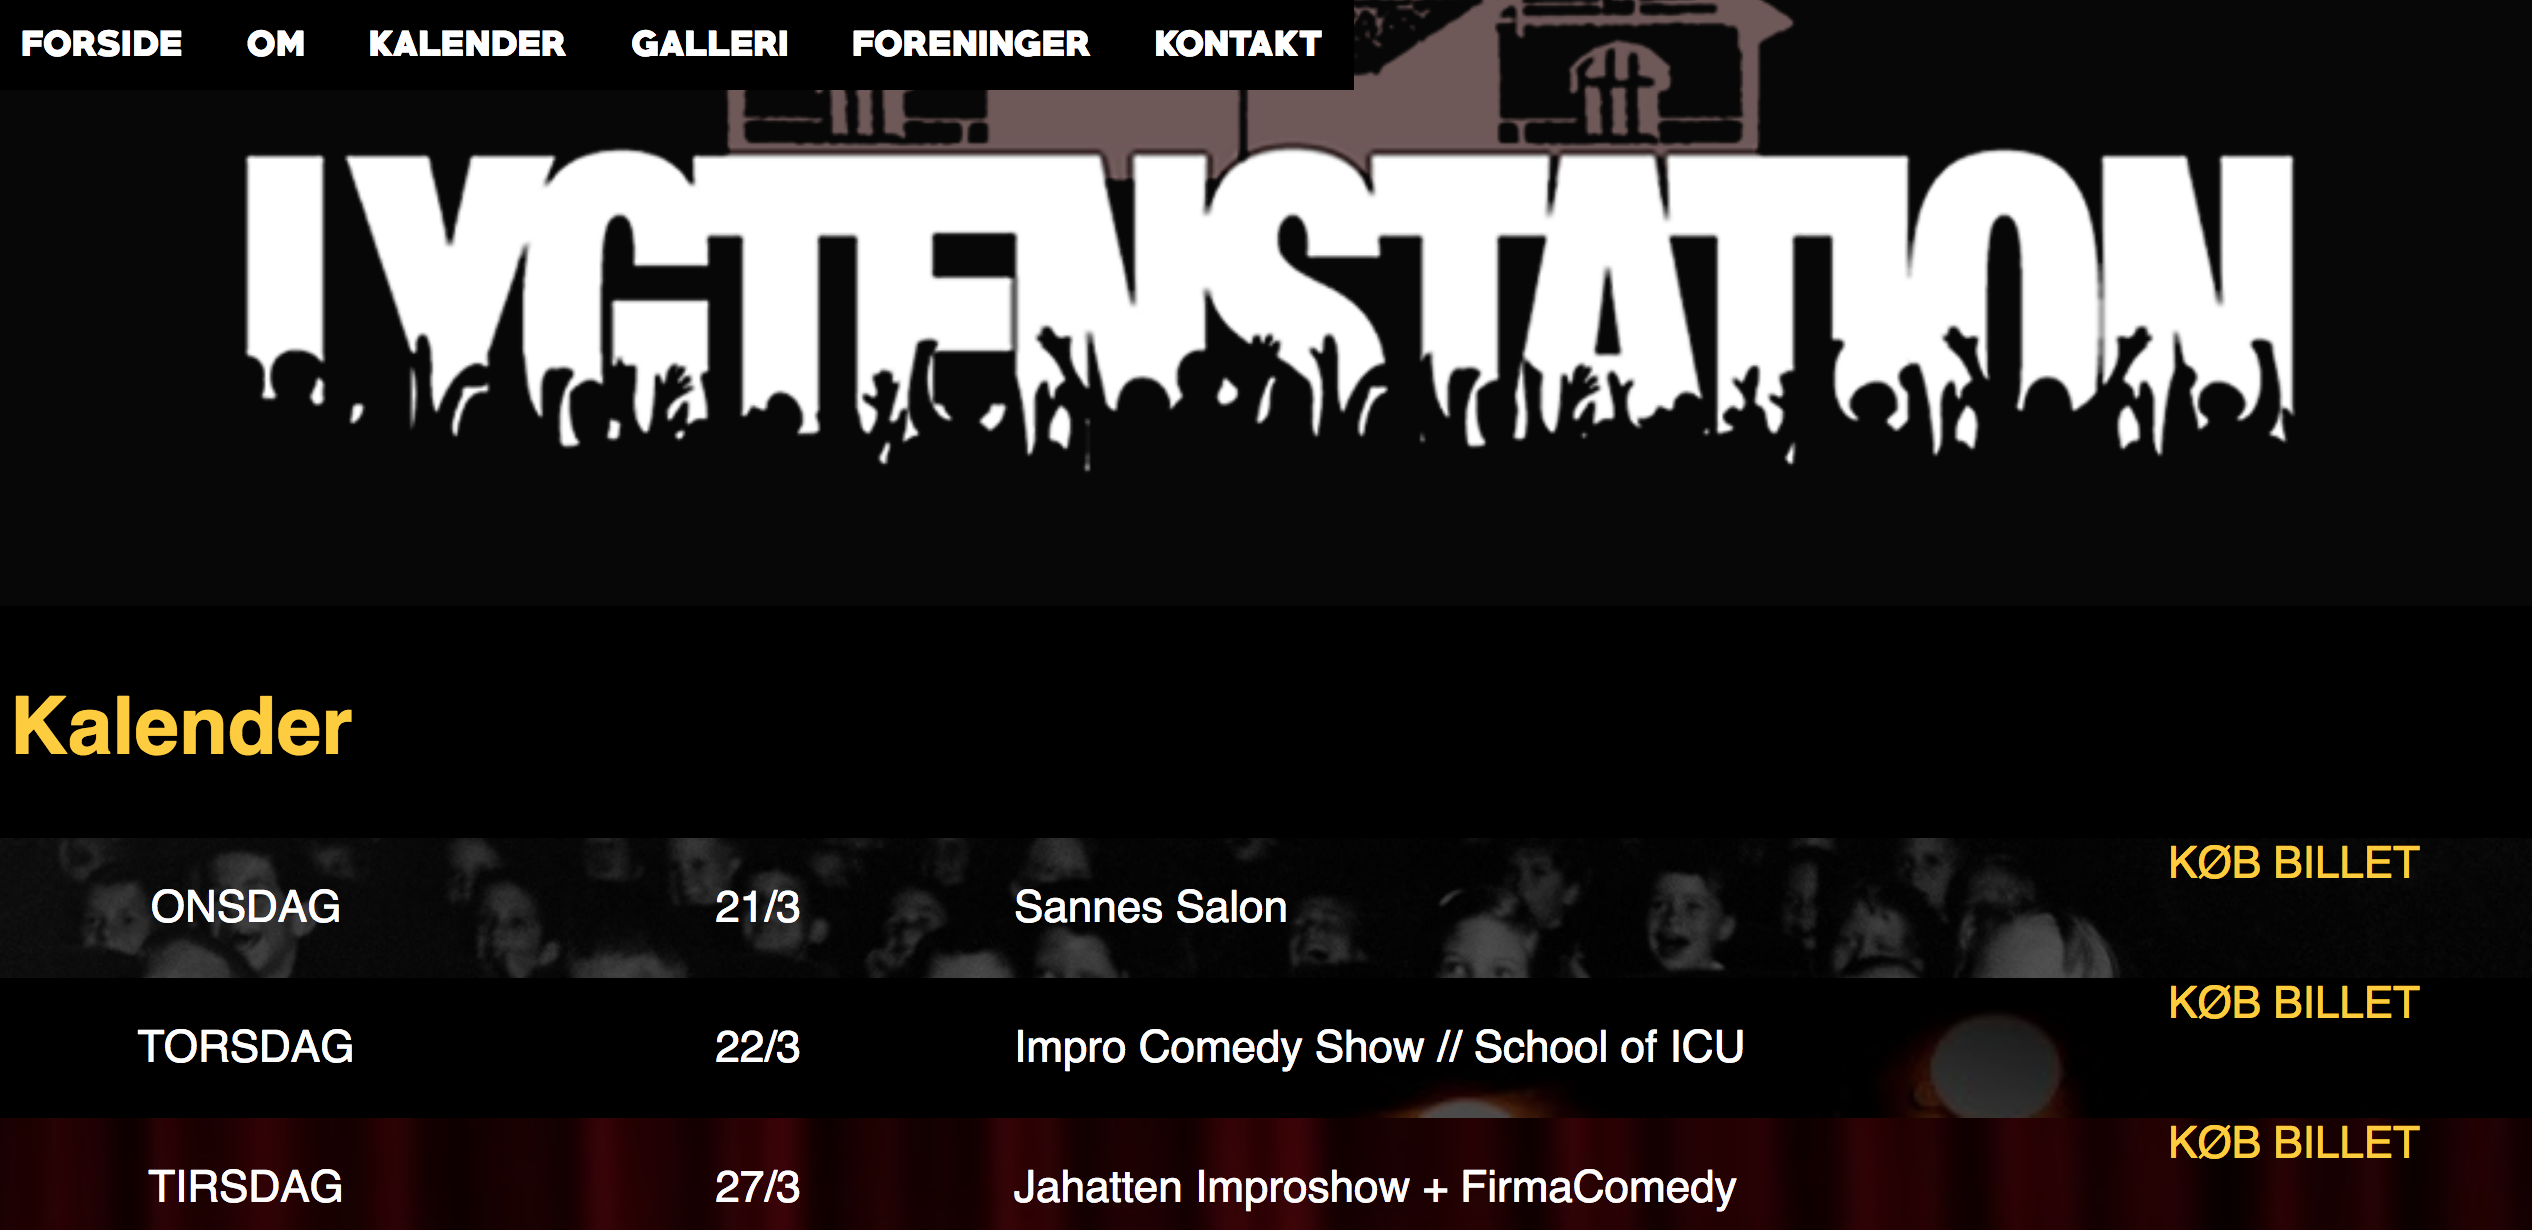 FORSIDE OM KALENDER GALLERI FORENINGER KONTAKT
LYGTENSTATION
Kalender
ONSDAG 21/3 Sannes Salon KØB BILLET
TORSDAG 22/3 Impro Comedy Show // School of ICU KØB BILLET
TIRSDAG 27/3 Jahatten Improshow + FirmaComedy KØB BILLET